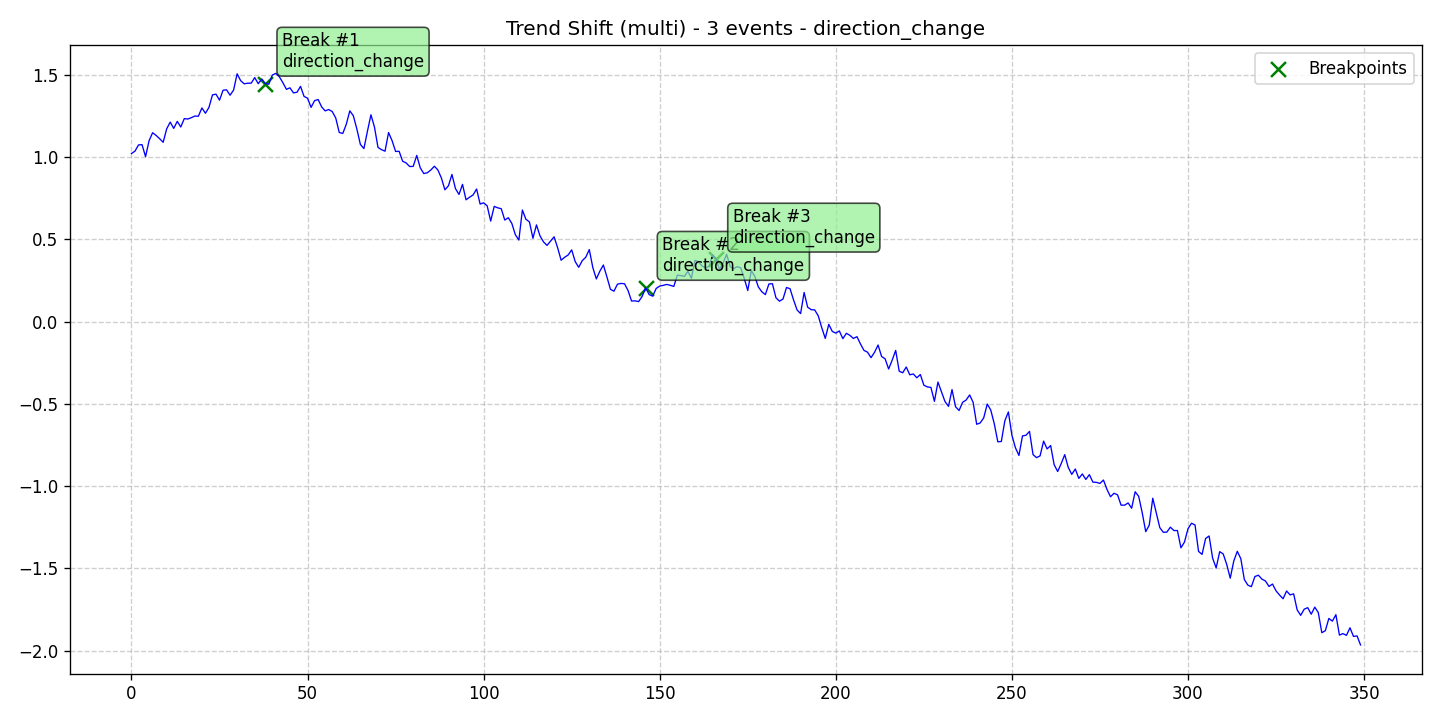 Trend Shift (multi) - 3 events - direction_change
Break #1
direction_change
Breakpoints
Break #3
direction_change
Break #2
direction_change
1.5
1.0
0.5
0.0
−0.5
−1.0
−1.5
−2.0
0
50
100
150
200
250
300
350